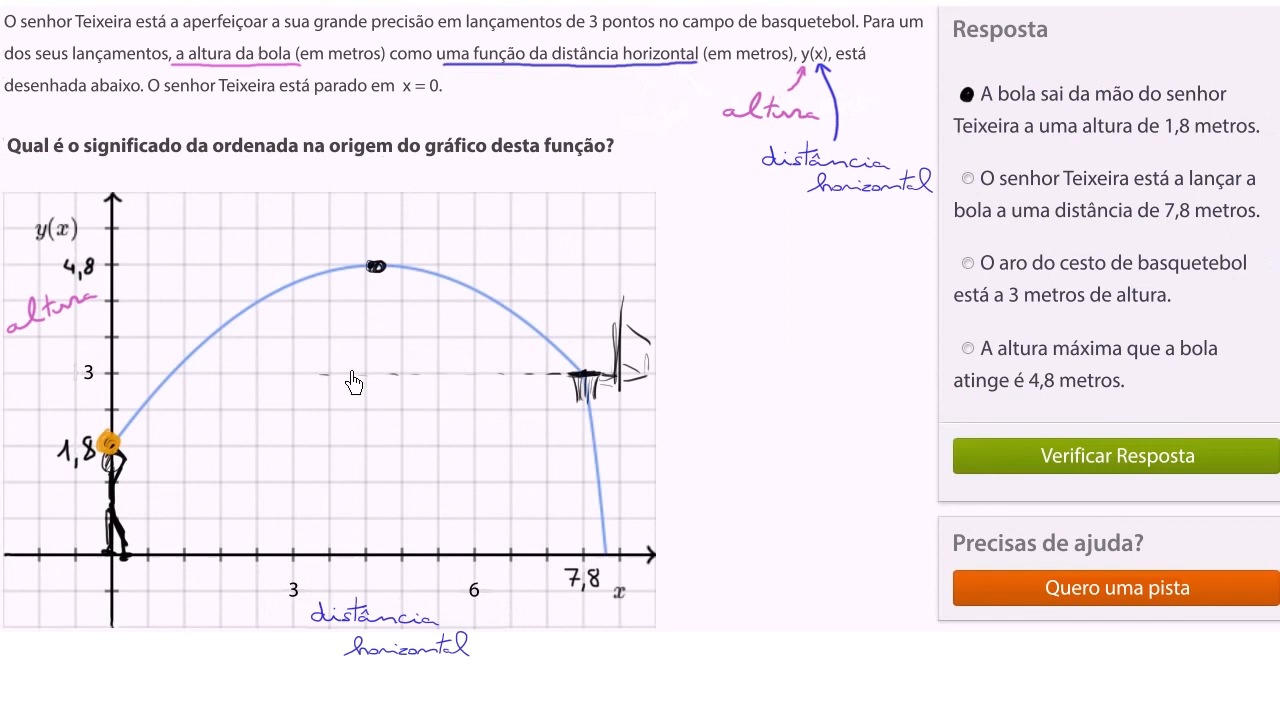 O senhor Teixeira está a aperfeiçoar a sua grande precisão em lançamentos de 3 pontos no campo de basquetebol. Para um
dos seus lançamentos, a altura da bola (em metros) como uma função da distância horizontal (em metros), y(x), está
desenhada abaixo. O senhor Teixeira está parado em x = 0.
altura
distância
horizontal
Qual é o significado da ordenada na origem do gráfico desta função?
y(x)
4,8
altura
3
1,8
3
6
7,8
x
distância
horizontal
Resposta
A bola sai da mão do senhor
Teixeira a uma altura de 1,8 metros.
O senhor Teixeira está a lançar a
bola a uma distância de 7,8 metros.
O aro do cesto de basquetebol
está a 3 metros de altura.
A altura máxima que a bola
atinge é 4,8 metros.
Verificar Resposta
Precisas de ajuda?
Quero uma pista